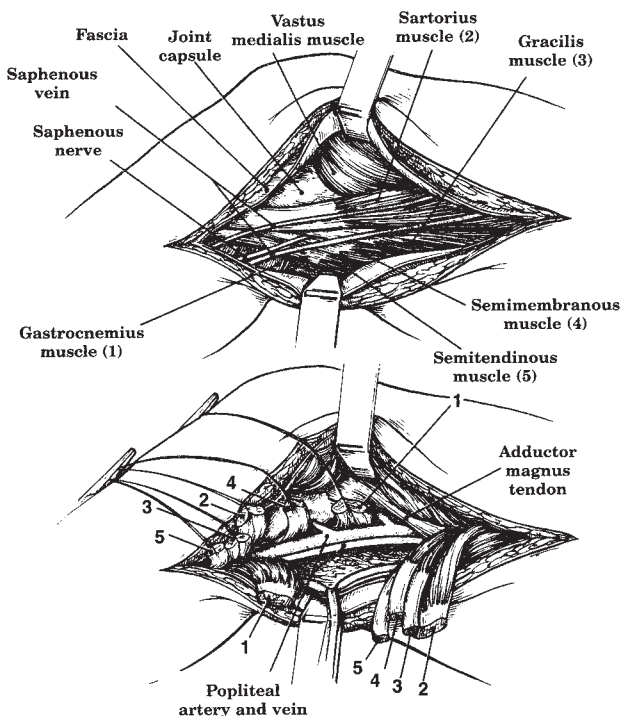 Fascia
Joint
capsule
Vastus
medialis muscle
Sartorius
muscle (2)
Gracilis
muscle (3)
Saphenous
vein
Saphenous
nerve
Gastrocnemius
muscle (1)
Semimembranous
muscle (4)
Semitendinous
muscle (5)
1
Adductor
magnus
tendon
4
2
3
5
1
5
4
3
2
Popliteal
artery and vein